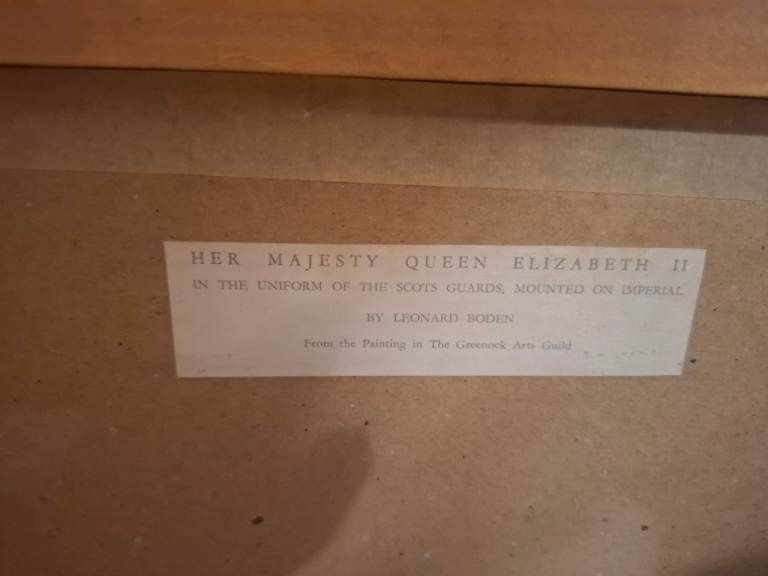 HER MAJESTY QUEEN ELIZABETH II
IN THE UNIFORM OF THE SCOTS GUARDS, MOUNTED ON IMPERIAL
BY LEONARD BODEN
From the Painting in The Greenock Arts Guild